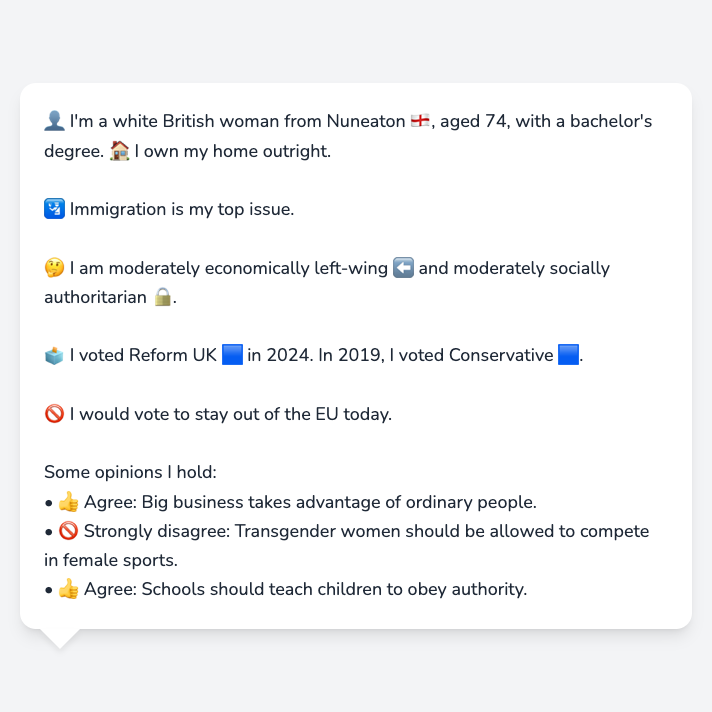 👤 I'm a white British woman from Nuneaton 🏴󠁧󠁢󠁥󠁮󠁧󠁿, aged 74, with a bachelor's
degree. 🏠 I own my home outright.
🛂 Immigration is my top issue.
🤔 I am moderately economically left-wing ⬅️ and moderately socially
authoritarian 🔒.
🗳️ I voted Reform UK 🟦 in 2024. In 2019, I voted Conservative 🟦.
🚫 I would vote to stay out of the EU today.
Some opinions I hold:
• 👍 Agree: Big business takes advantage of ordinary people.
• 🚫 Strongly disagree: Transgender women should be allowed to compete
in female sports.
• 👍 Agree: Schools should teach children to obey authority.